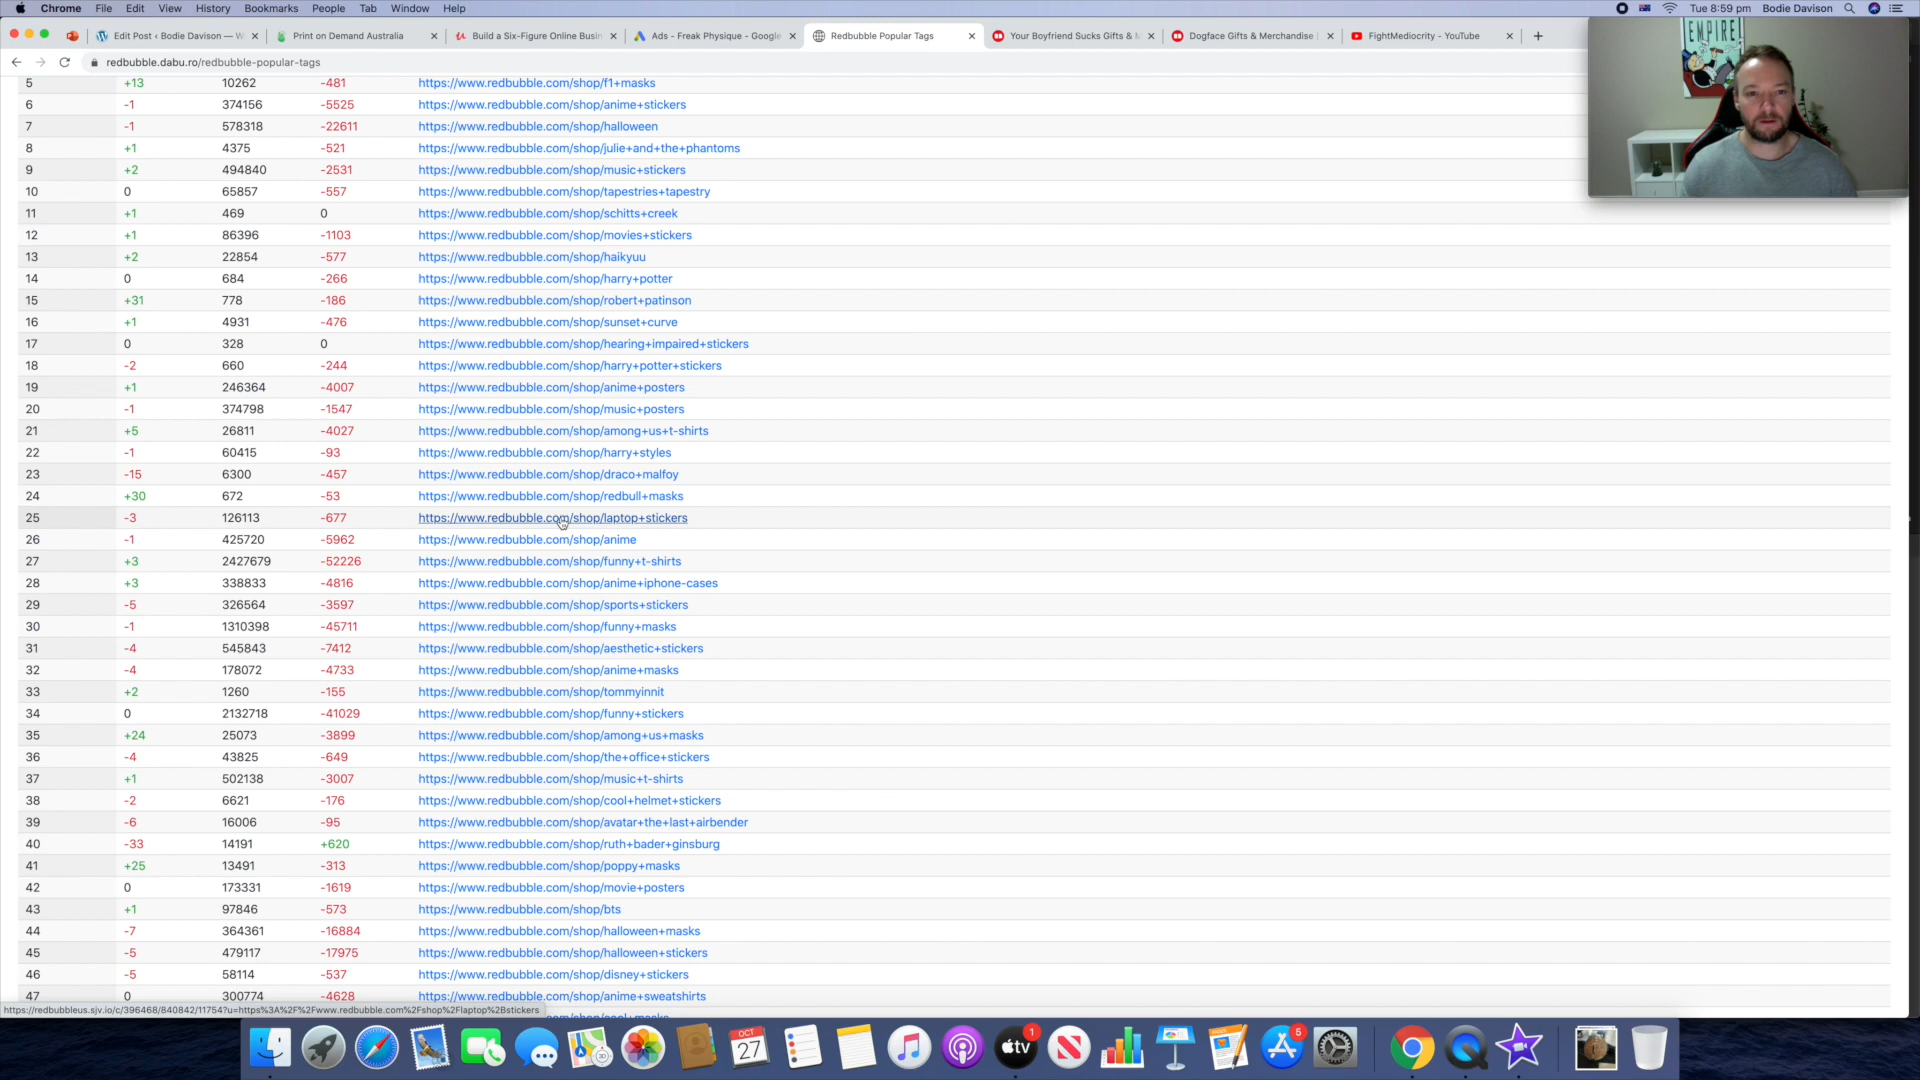 Chrome File Edit View History Bookmarks People Tab Window Help
Tue 8:59 pm Bodie Davison
Edit Post ‹ Bodie Davison — W
Print on Demand Australia
Build a Six-Figure Online Busin
Ads - Freak Physique - Google
Redbubble Popular Tags
Your Boyfriend Sucks Gifts & M
Dogface Gifts & Merchandise |
FightMediocrity - YouTube
redbubble.dabu.ro/redbubble-popular-tags
EMPIRE
5 +13 10262 -481 https://www.redbubble.com/shop/f1+masks
6 -1 374156 -5525 https://www.redbubble.com/shop/anime+stickers
7 -1 578318 -22611 https://www.redbubble.com/shop/halloween
8 +1 4375 -521 https://www.redbubble.com/shop/julie+and+the+phantoms
9 +2 494840 -2531 https://www.redbubble.com/shop/music+stickers
10 0 65857 -557 https://www.redbubble.com/shop/tapestries+tapestry
11 +1 469 0 https://www.redbubble.com/shop/schitts+creek
12 +1 86396 -1103 https://www.redbubble.com/shop/movies+stickers
13 +2 22854 -577 https://www.redbubble.com/shop/haikyuu
14 0 684 -266 https://www.redbubble.com/shop/harry+potter
15 +31 778 -186 https://www.redbubble.com/shop/robert+patinson
16 +1 4931 -476 https://www.redbubble.com/shop/sunset+curve
17 0 328 0 https://www.redbubble.com/shop/hearing+impaired+stickers
18 -2 660 -244 https://www.redbubble.com/shop/harry+potter+stickers
19 +1 246364 -4007 https://www.redbubble.com/shop/anime+posters
20 -1 374798 -1547 https://www.redbubble.com/shop/music+posters
21 +5 26811 -4027 https://www.redbubble.com/shop/among+us+t-shirts
22 -1 60415 -93 https://www.redbubble.com/shop/harry+styles
23 -15 6300 -457 https://www.redbubble.com/shop/draco+malfoy
24 +30 672 -53 https://www.redbubble.com/shop/redbull+masks
25 -3 126113 -677 https://www.redbubble.com/shop/laptop+stickers
26 -1 425720 -5962 https://www.redbubble.com/shop/anime
27 +3 2427679 -52226 https://www.redbubble.com/shop/funny+t-shirts
28 +3 338833 -4816 https://www.redbubble.com/shop/anime+iphone-cases
29 -5 326564 -3597 https://www.redbubble.com/shop/sports+stickers
30 -1 1310398 -45711 https://www.redbubble.com/shop/funny+masks
31 -4 545843 -7412 https://www.redbubble.com/shop/aesthetic+stickers
32 -4 178072 -4733 https://www.redbubble.com/shop/anime+masks
33 +2 1260 -155 https://www.redbubble.com/shop/tommyinnit
34 0 2132718 -41029 https://www.redbubble.com/shop/funny+stickers
35 +24 25073 -3899 https://www.redbubble.com/shop/among+us+masks
36 -4 43825 -649 https://www.redbubble.com/shop/the+office+stickers
37 +1 502138 -3007 https://www.redbubble.com/shop/music+t-shirts
38 -2 6621 -176 https://www.redbubble.com/shop/cool+helmet+stickers
39 -6 16006 -95 https://www.redbubble.com/shop/avatar+the+last+airbender
40 -33 14191 +620 https://www.redbubble.com/shop/ruth+bader+ginsburg
41 +25 13491 -313 https://www.redbubble.com/shop/poppy+masks
42 0 173331 -1619 https://www.redbubble.com/shop/movie+posters
43 +1 97846 -573 https://www.redbubble.com/shop/bts
44 -7 364361 -16884 https://www.redbubble.com/shop/halloween+masks
45 -5 479117 -17975 https://www.redbubble.com/shop/halloween+stickers
46 -5 58114 -537 https://www.redbubble.com/shop/disney+stickers
47 0 300774 -4628 https://www.redbubble.com/shop/anime+sweatshirts
https://redbubbleus.sjv.io/c/396468/840842/11754?u=https%3A%2F%2Fwww.redbubble.com%2Fshop%2Flaptop%2Bstickers
OCT
27
3D
tv
1
5